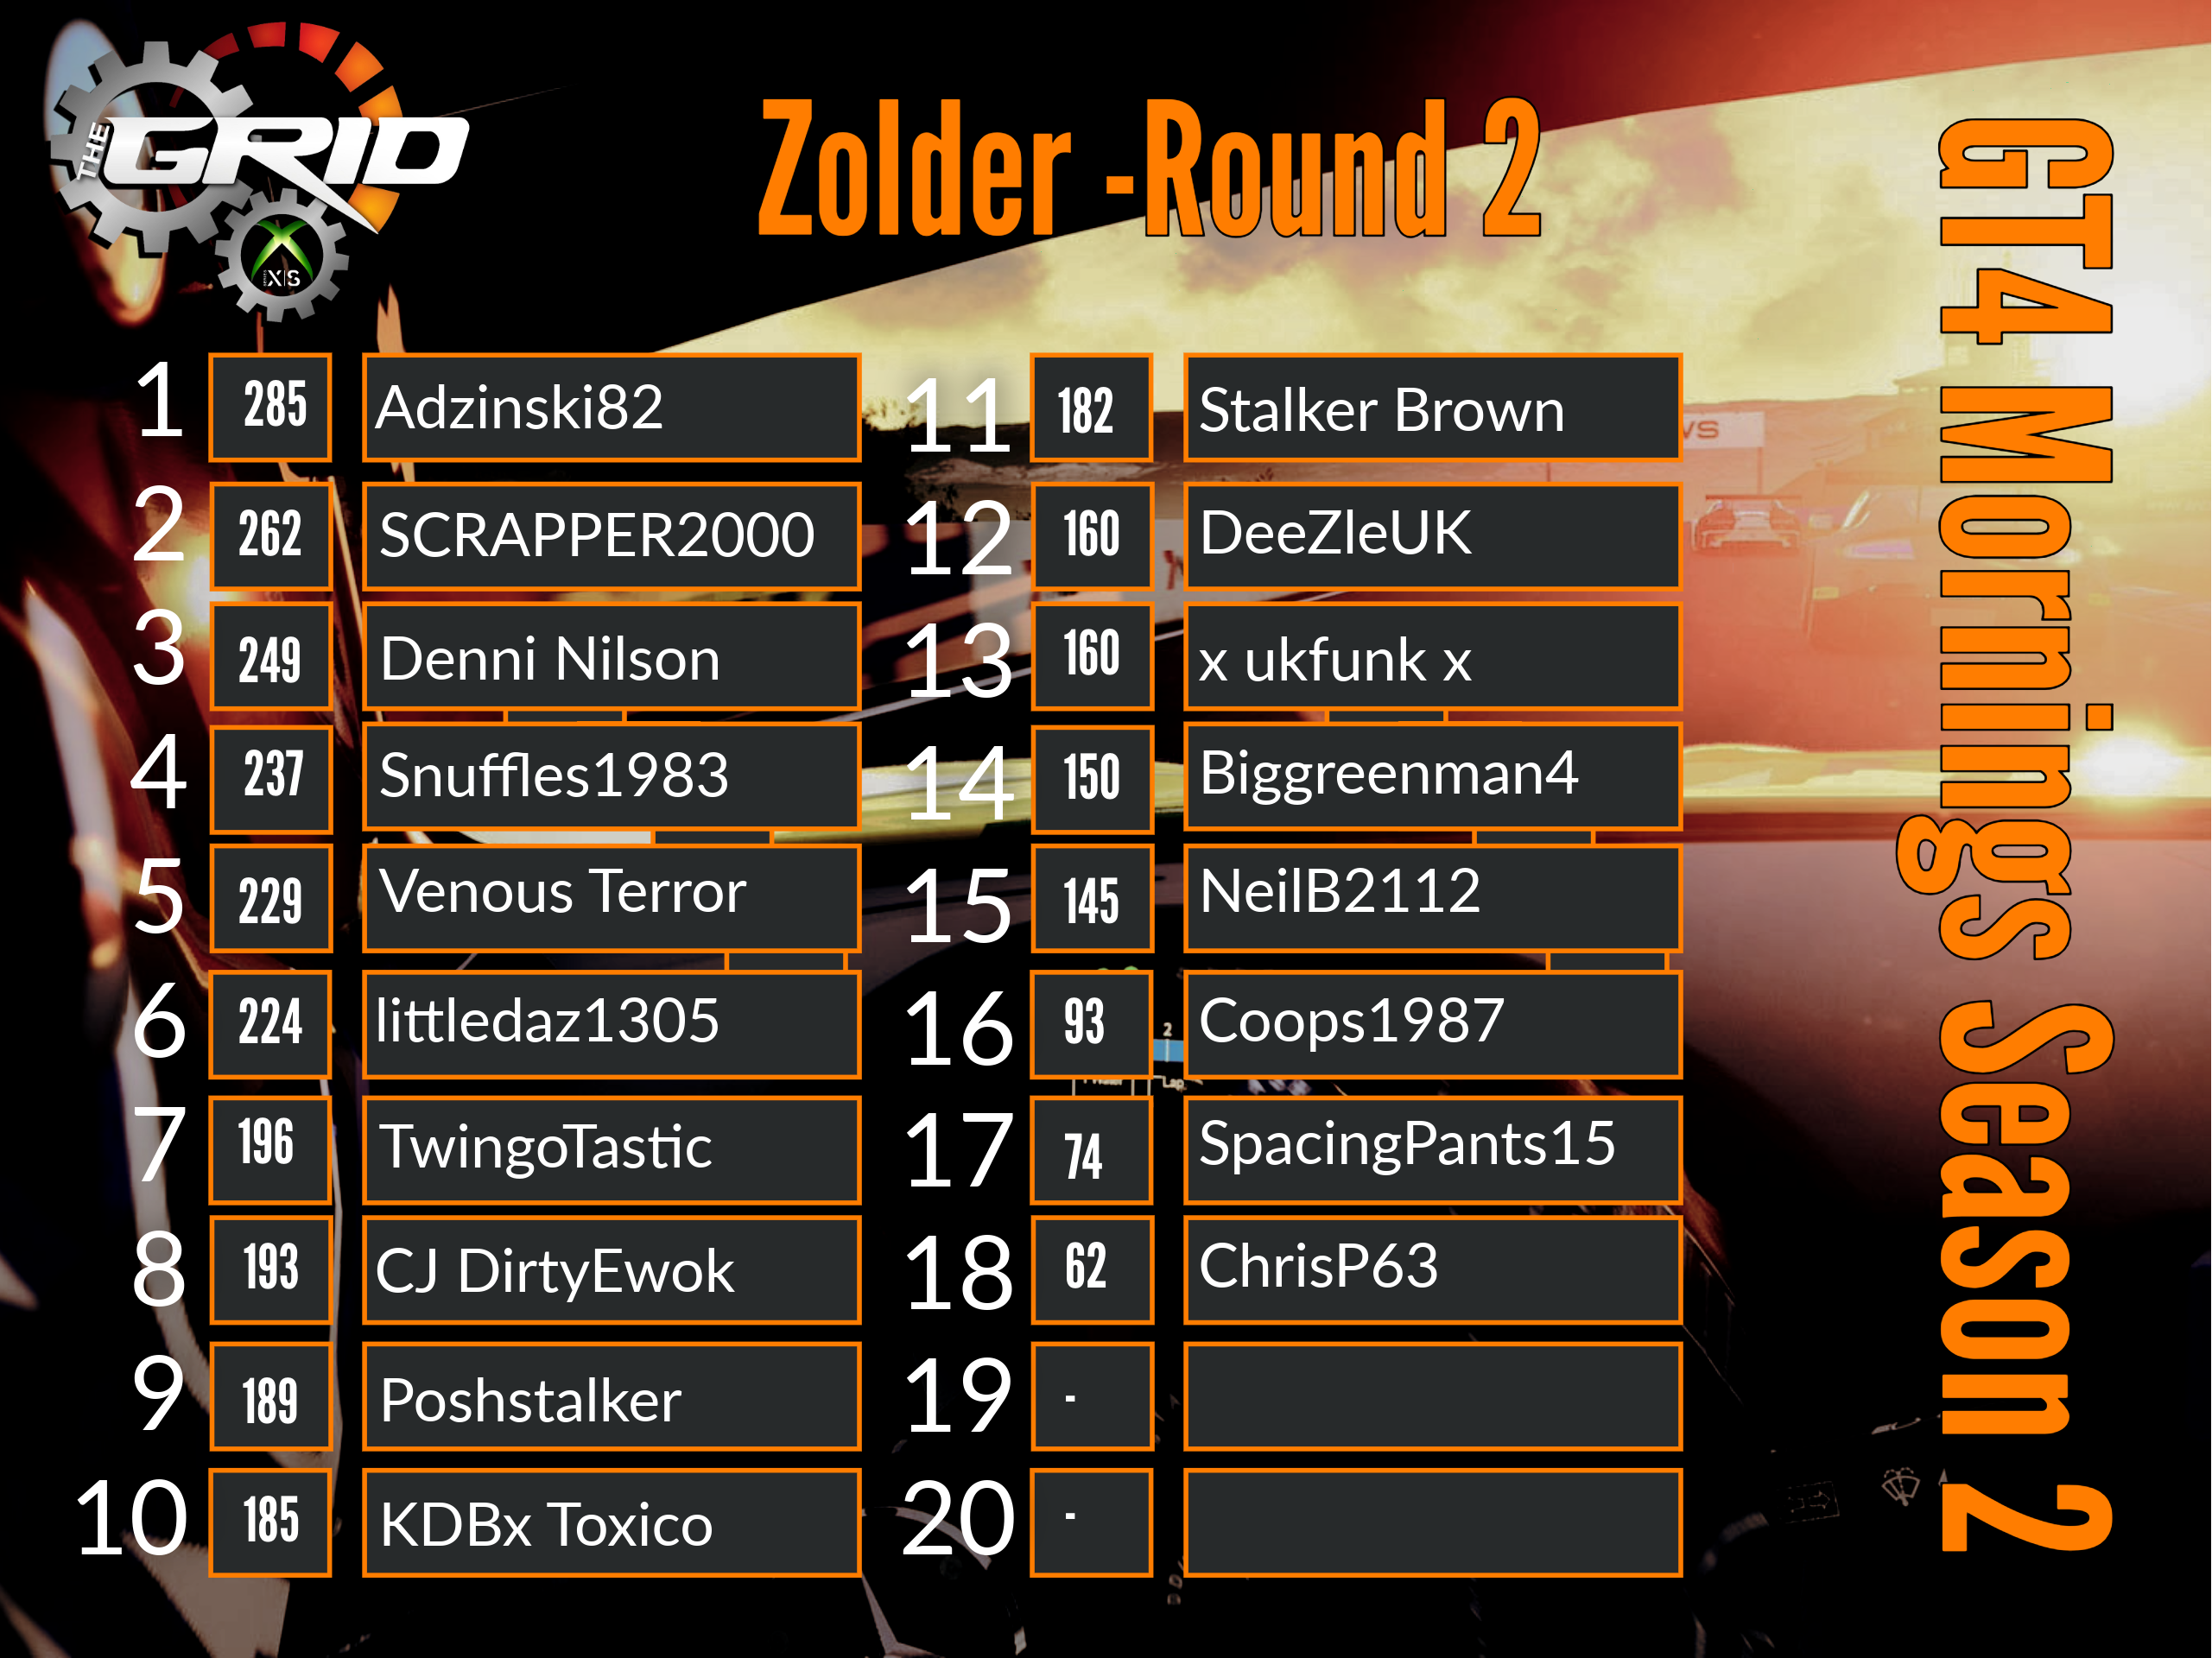 THE GRID
X|S
Zolder -Round 2
GT4 Mornings Season 2
1 285 Adzinski82
2 262 SCRAPPER2000
3 249 Denni Nilson
4 237 Snuffles1983
5 229 Venous Terror
6 224 littledaz1305
7 196 TwingoTastic
8 193 CJ DirtyEwok
9 189 Poshstalker
10 185 KDBx Toxico
11 182 Stalker Brown
12 160 DeeZleUK
13 160 x ukfunk x
14 150 Biggreenman4
15 145 NeilB2112
16 93 Coops1987
17 74 SpacingPants15
18 62 ChrisP63
19 -
20 -
2
Lap